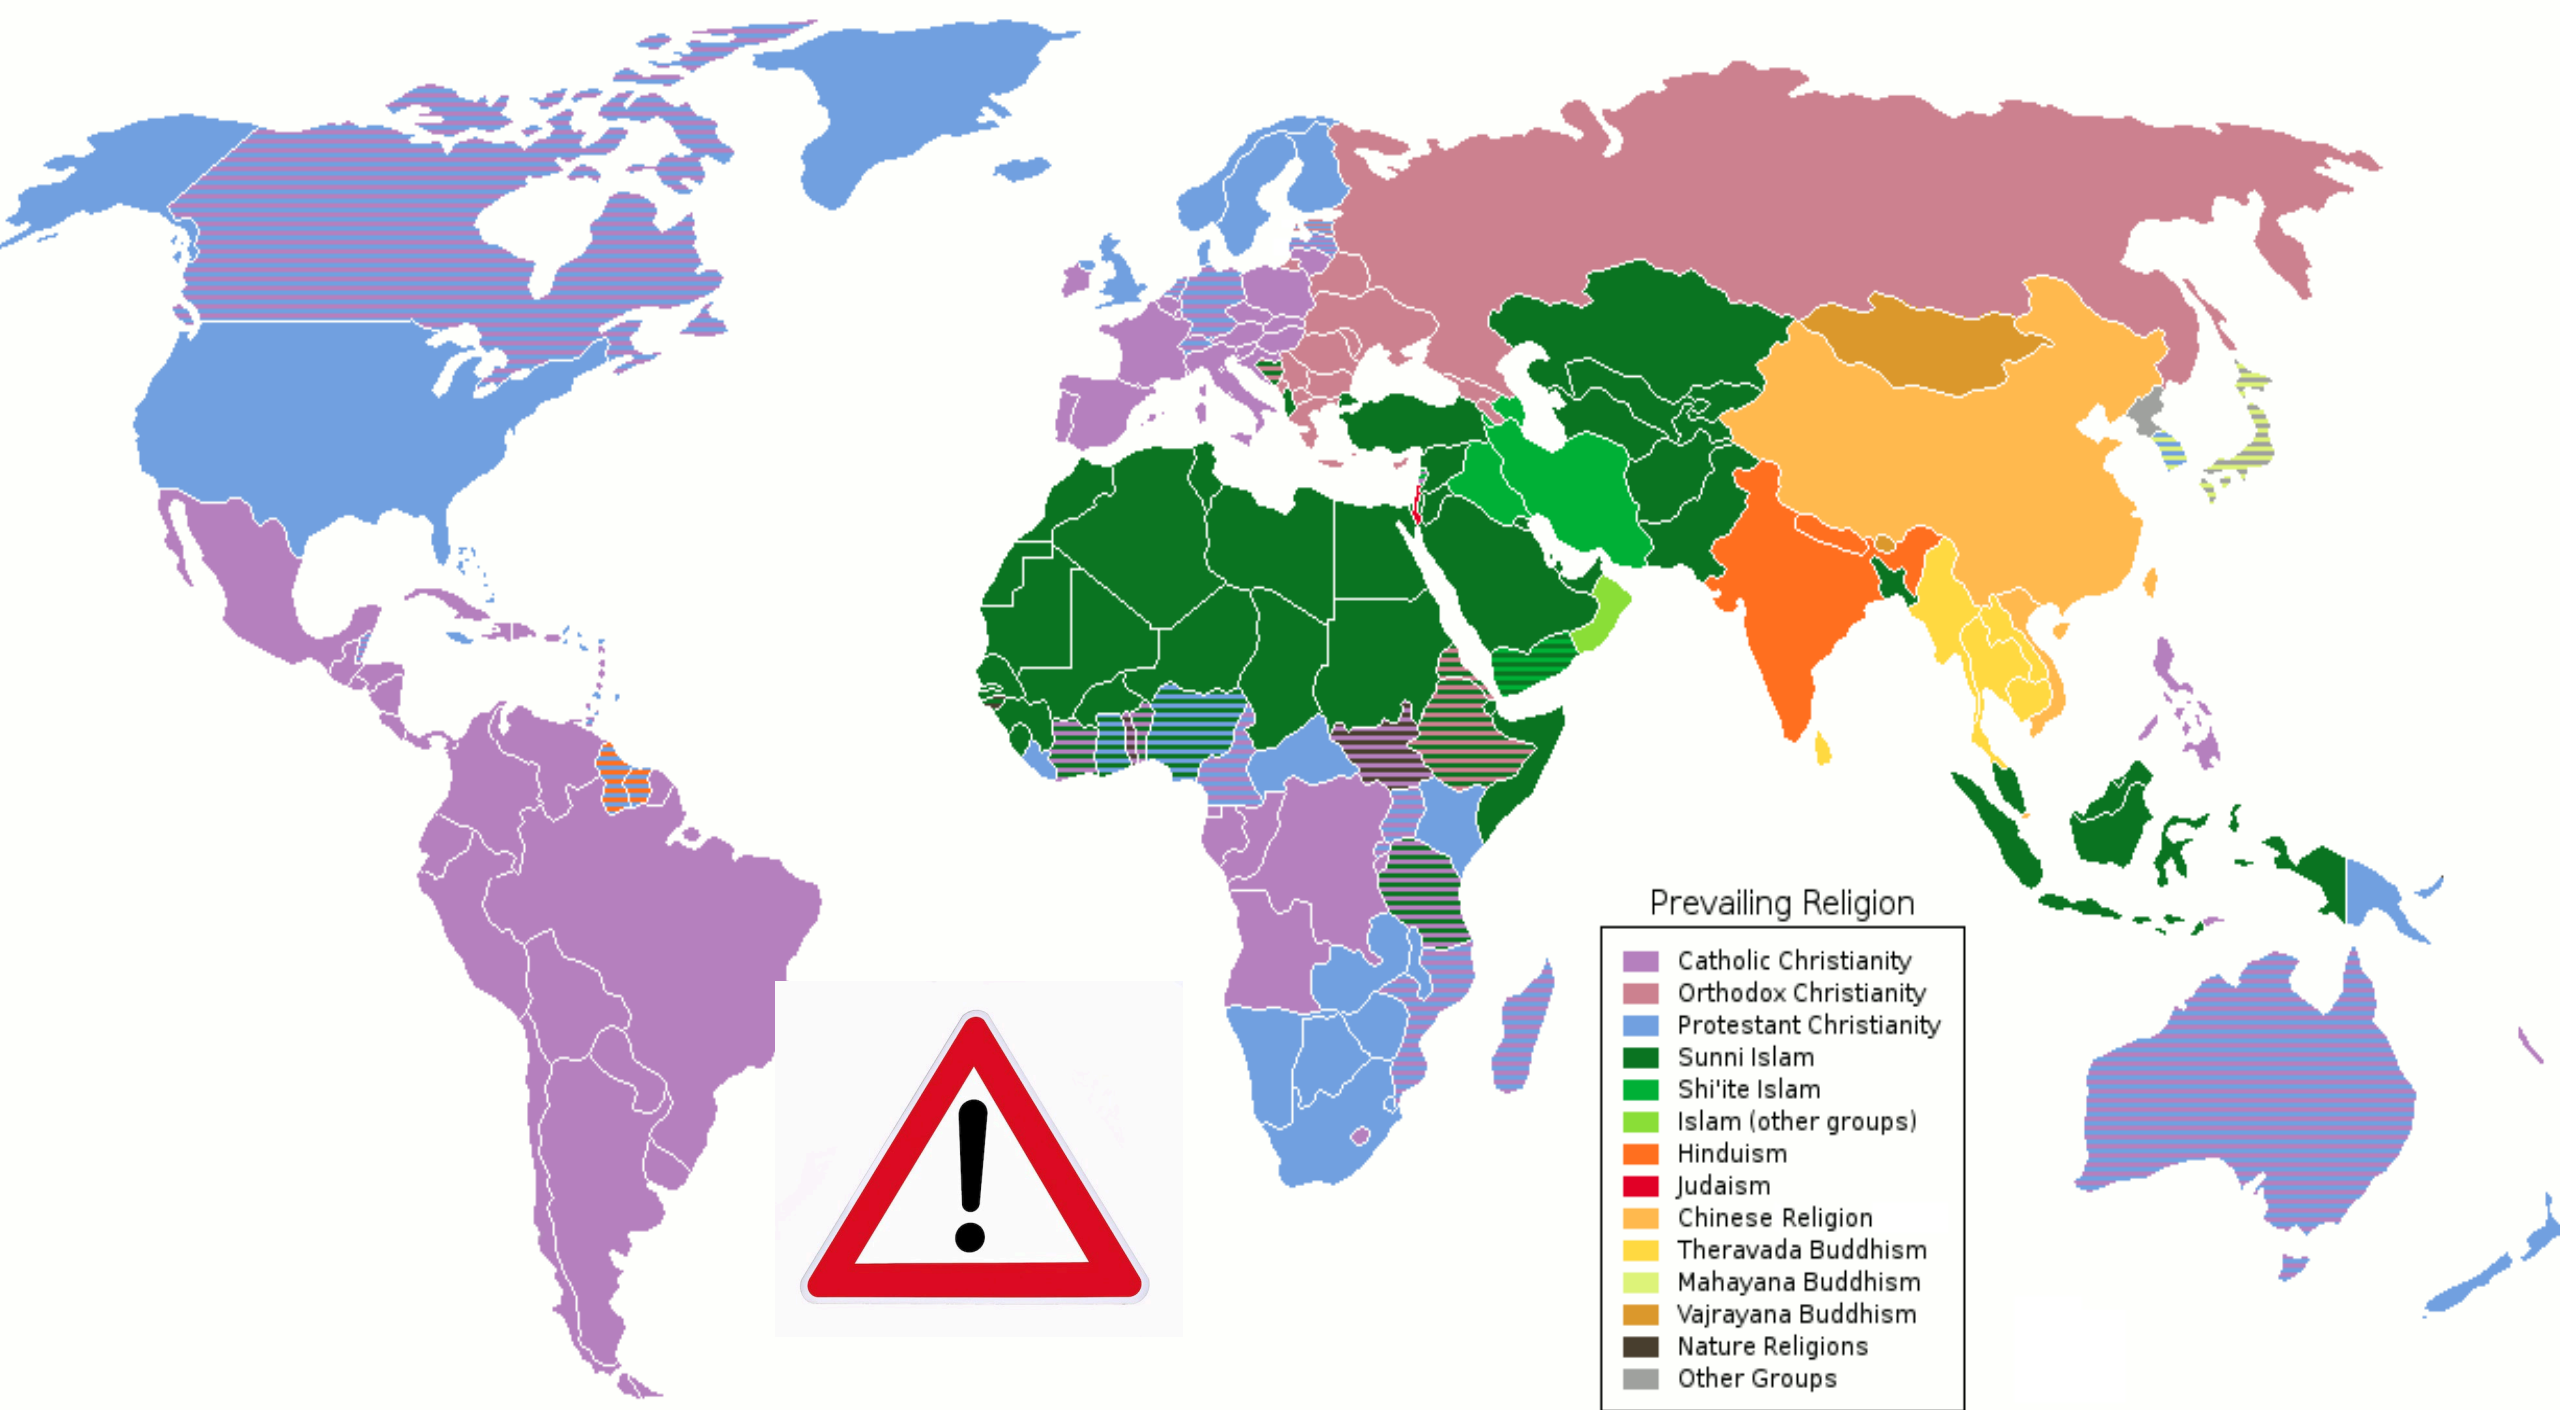 Prevailing Religion
Catholic Christianity
Orthodox Christianity
Protestant Christianity
Sunni Islam
Shi'ite Islam
Islam (other groups)
Hinduism
Judaism
Chinese Religion
Theravada Buddhism
Mahayana Buddhism
Vajrayana Buddhism
Nature Religions
Other Groups